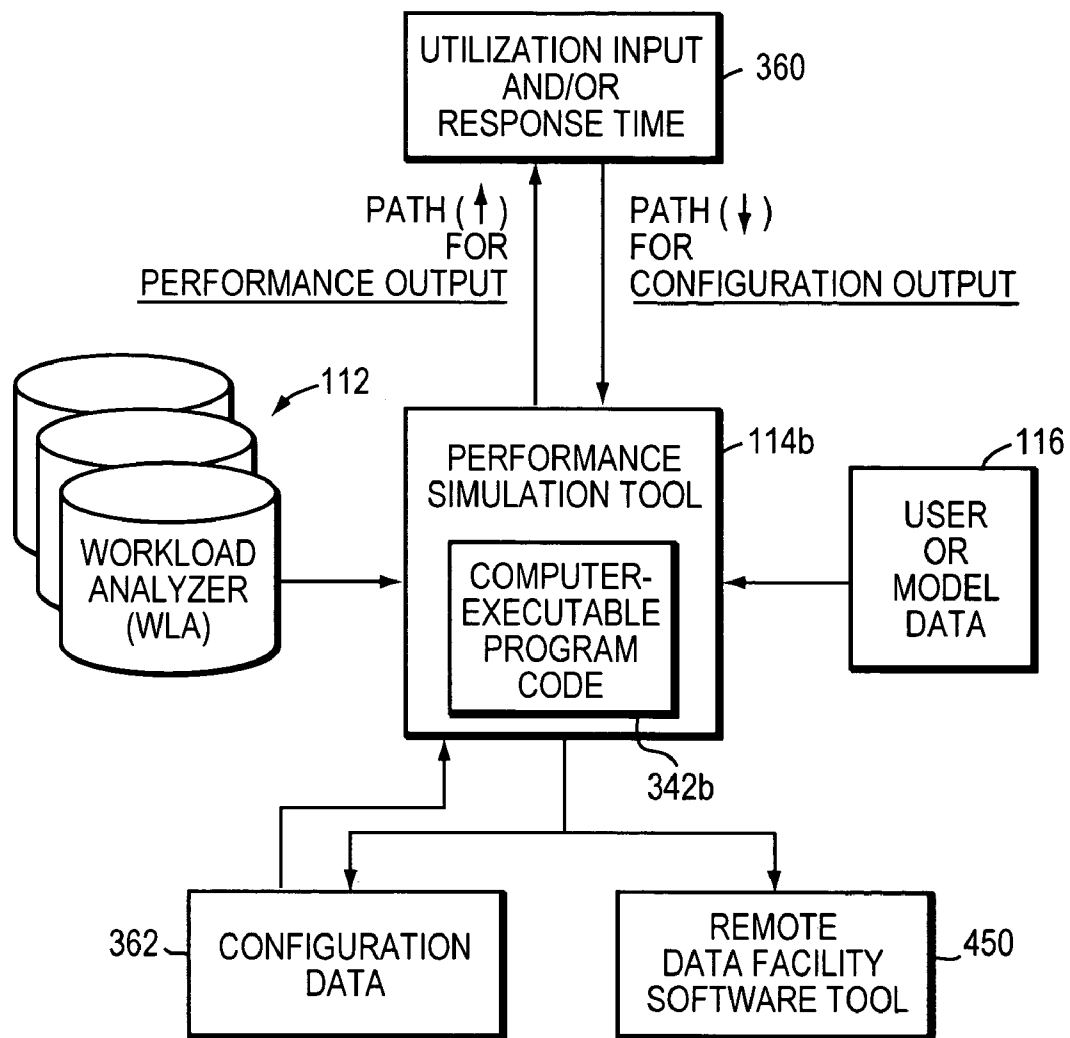 UTILIZATION INPUT
AND/OR
RESPONSE TIME
360
PATH (↑)
FOR
PERFORMANCE OUTPUT
PATH (↓)
FOR
CONFIGURATION OUTPUT
112
WORKLOAD
ANALYZER
(WLA)
PERFORMANCE
SIMULATION TOOL
114b
COMPUTER-
EXECUTABLE
PROGRAM
CODE
342b
116
USER
OR
MODEL
DATA
362
CONFIGURATION
DATA
REMOTE
DATA FACILITY
SOFTWARE TOOL
450